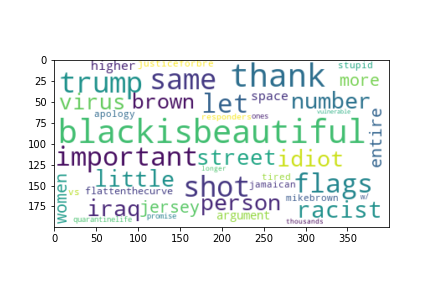 0
higher justiceforbre stupid
trump same thank more
25
50
virus brown let space number
apology responders ones vulnerable
75
blackisbeautiful entire
100
important street idiot
125
longer
women little shot tired flags
jamaican
150
vs flattenthecurve mikebrown w/
iraq jersey person racist
175
quarantinelife promise argument thousands
0 50 100 150 200 250 300 350